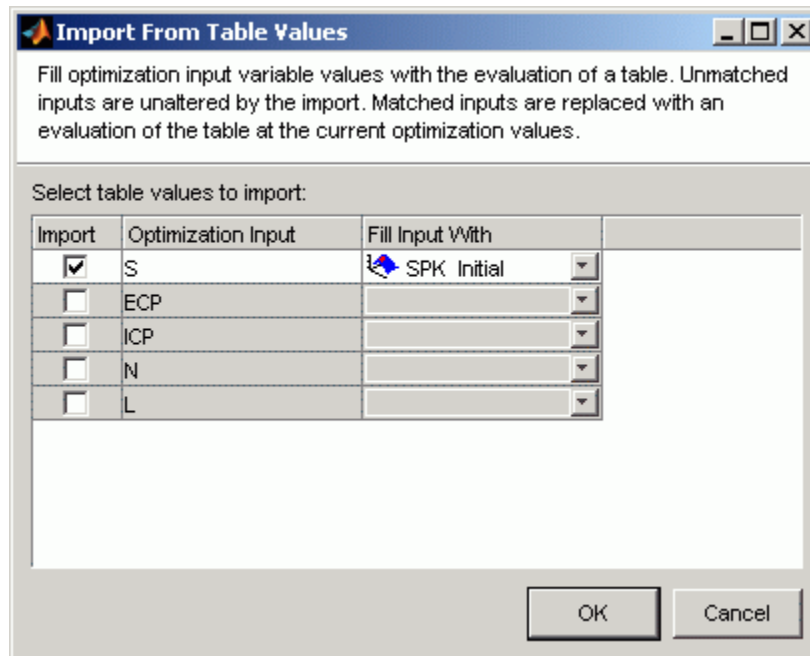 Import From Table Values
Fill optimization input variable values with the evaluation of a table. Unmatched
inputs are unaltered by the import. Matched inputs are replaced with an
evaluation of the table at the current optimization values.
Select table values to import:
Import Optimization Input Fill Input With
S SPK Initial
ECP
ICP
N
L
OK Cancel